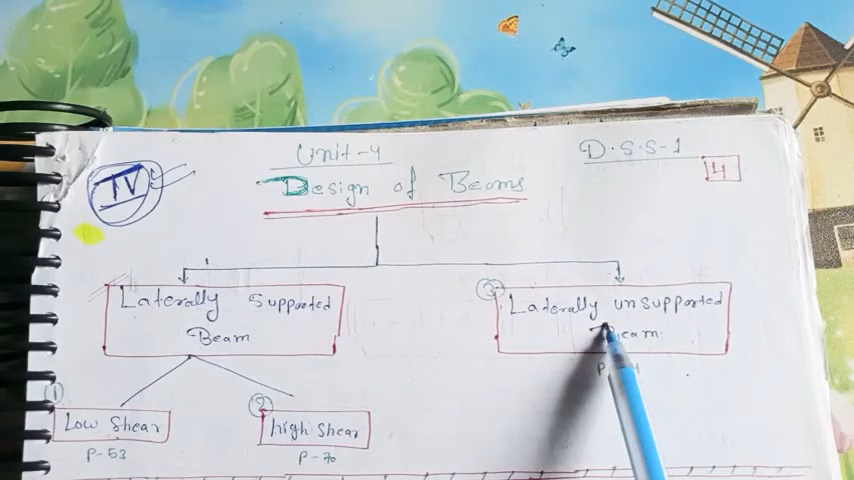 Unit-4
D.S.S-1
4
IV
Design of Beams
Laterally Supported
Beam
③ Laterally unsupported
Beam
①
Low Shear
P-53
②
high Shear
P-70